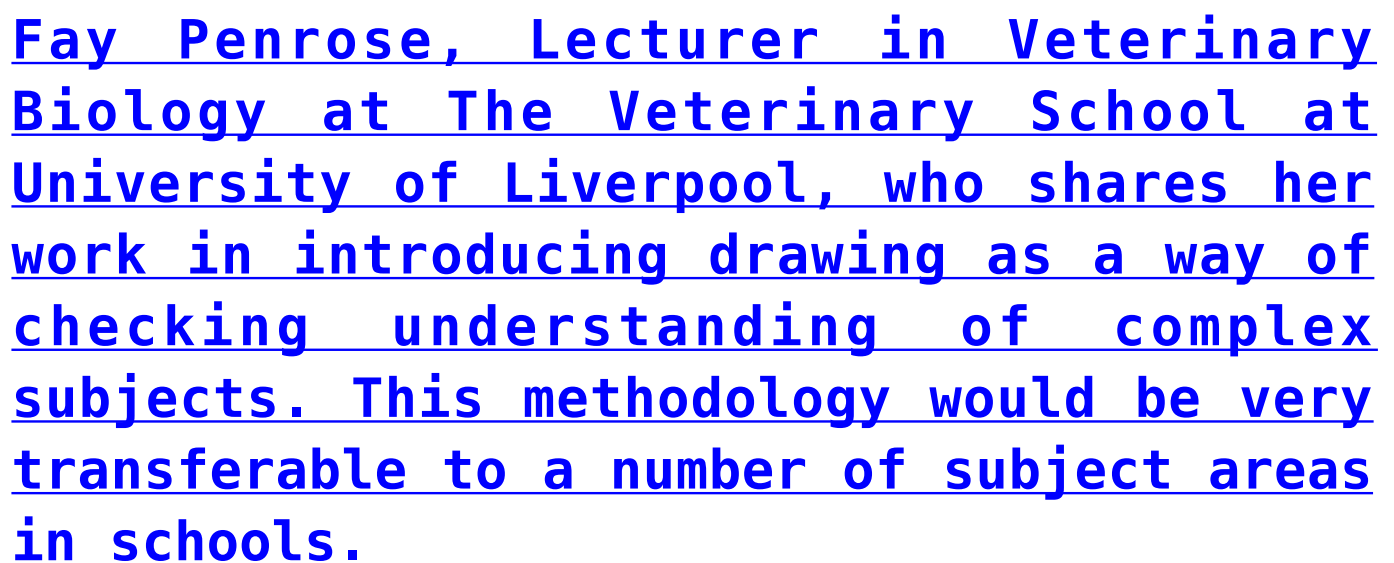 Fay Penrose, Lecturer in Veterinary
Biology at The Veterinary School at
University of Liverpool, who shares her
work in introducing drawing as a way of
checking understanding of complex
subjects. This methodology would be very
transferable to a number of subject areas
in schools.